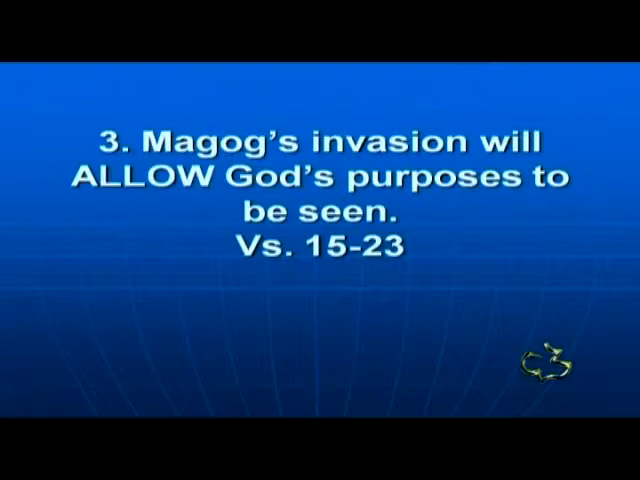 3. Magog's invasion will
ALLOW God's purposes to
be seen.
Vs. 15-23